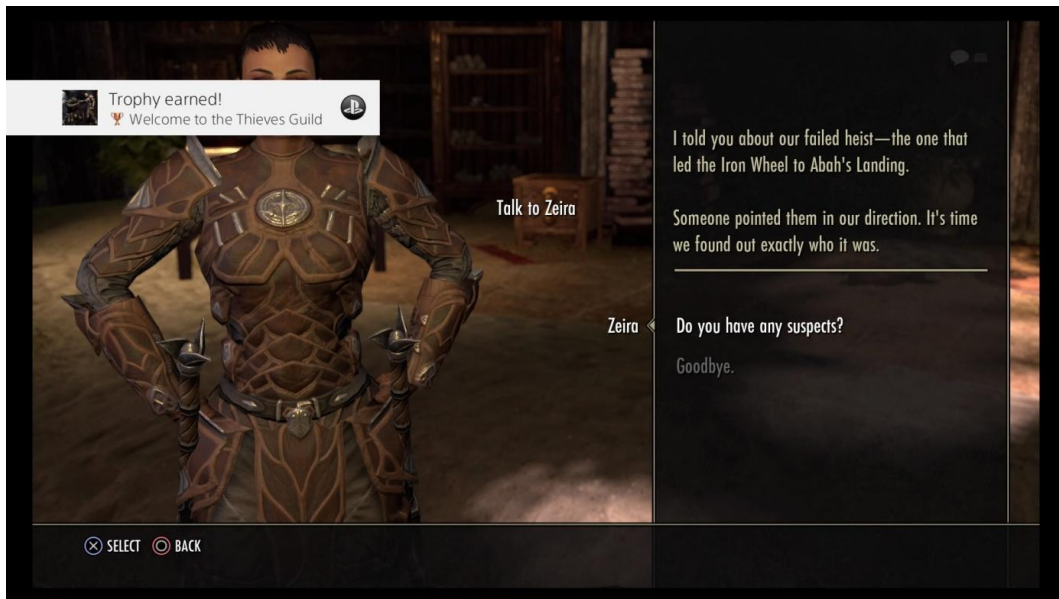 Trophy earned!
Welcome to the Thieves Guild
I told you about our failed heist—the one that
led the Iron Wheel to Abah's Landing.
Talk to Zeira
Someone pointed them in our direction. It's time
we found out exactly who it was.
Zeira
Do you have any suspects?
Goodbye.
SELECT BACK